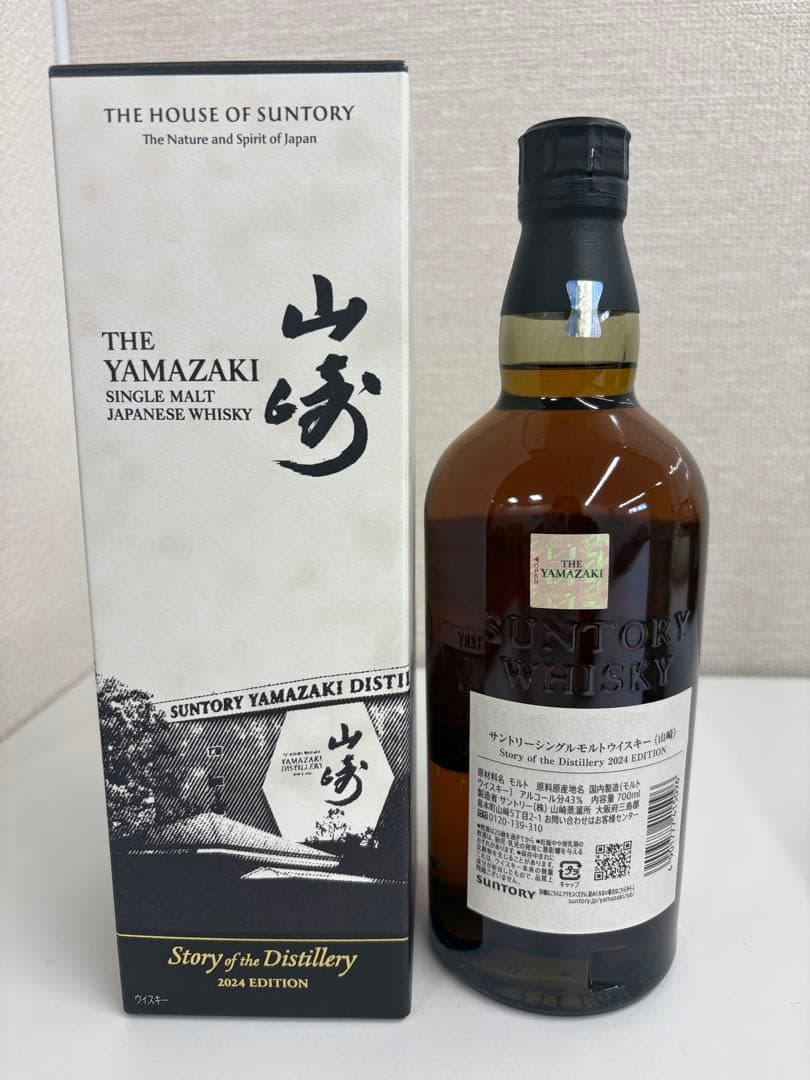 THE HOUSE OF SUNTORY
The Nature and Spirit of Japan
THE
YAMAZAKI
SINGLE MALT
JAPANESE WHISKY
山崎
SUNTORY YAMAZAKI DISTI
山崎
YAMAZAKI
DISTILLERY
Story of the Distillery
2024 EDITION
ウイスキー
THE
YAMAZAKI
SUNTORY
WHISKY
サントリーシングルモルトウイスキー《山崎》
Story of the Distillery 2024 EDITION
原材料名 モルト 原料原産地名 国内製造(モルト
ウイスキー) アルコール分43% 内容量700ml
製造者 サントリー(株) 山崎蒸溜所 大阪府三島郡
島本町山崎5丁目2-1 お問い合わせはお客様センター
0120-139-310
キャップ
SUNTORY
suntory.jp/yamazaki/sd/